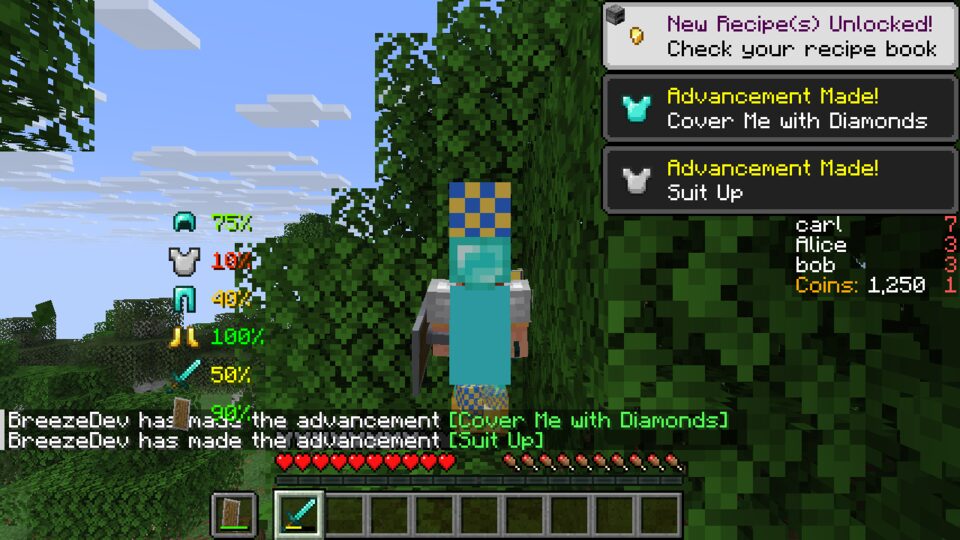 New Recipe(s) Unlocked!
Check your recipe book
Advancement Made!
Cover Me with Diamonds
Advancement Made!
Suit Up
carl 7
Alice 3
bob 3
Coins: 1,250 1
75%
10%
40%
100%
50%
90%
BreezeDev has made the advancement [Cover Me with Diamonds]
BreezeDev has made the advancement [Suit Up]